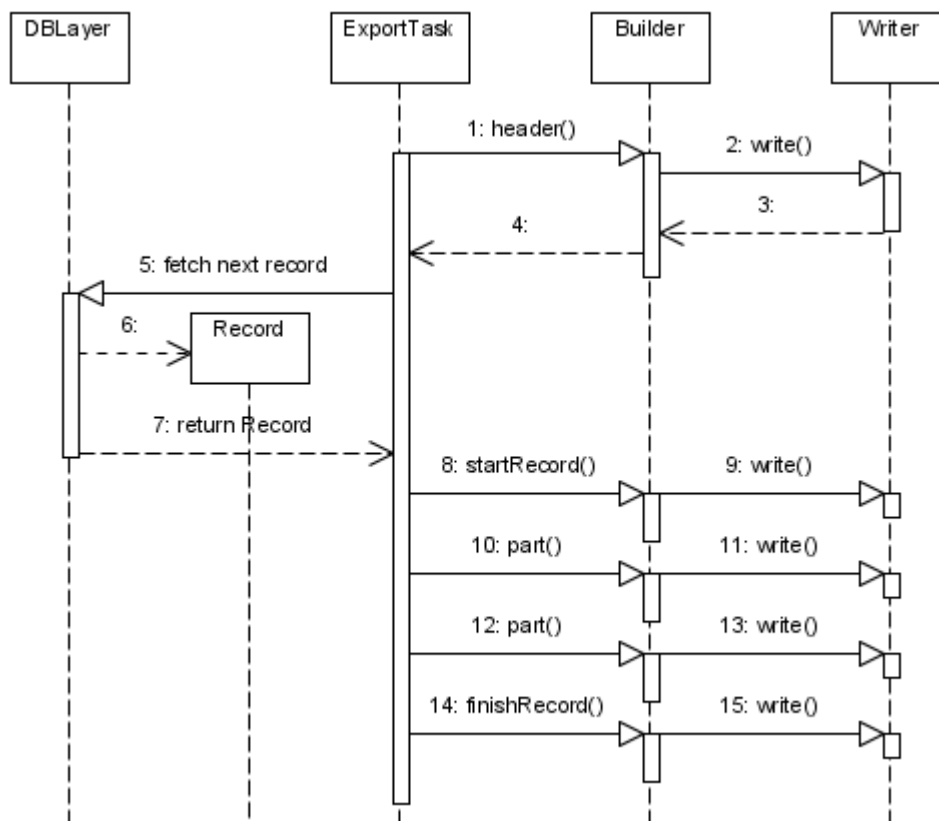 DBLayer
ExportTask
Builder
Writer
1: header()
2: write()
3:
4:
5: fetch next record
6:
Record
7: return Record
8: startRecord()
9: write()
10: part()
11: write()
12: part()
13: write()
14: finishRecord()
15: write()